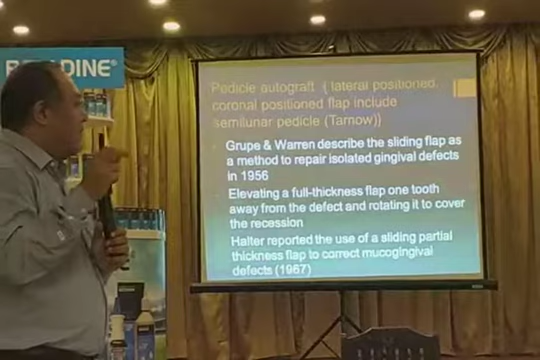 BETADINE®
Pedicle autograft ( lateral positioned,
coronal positioned flap include
semilunar pedicle (Tarnow))
Grupe & Warren describe the sliding flap as
a method to repair isolated gingival defects
in 1956
Elevating a full-thickness flap one tooth
away from the defect and rotating it to cover
the recession
Halter reported the use of a sliding partial
thickness flap to correct mucogingival
defects (1967)